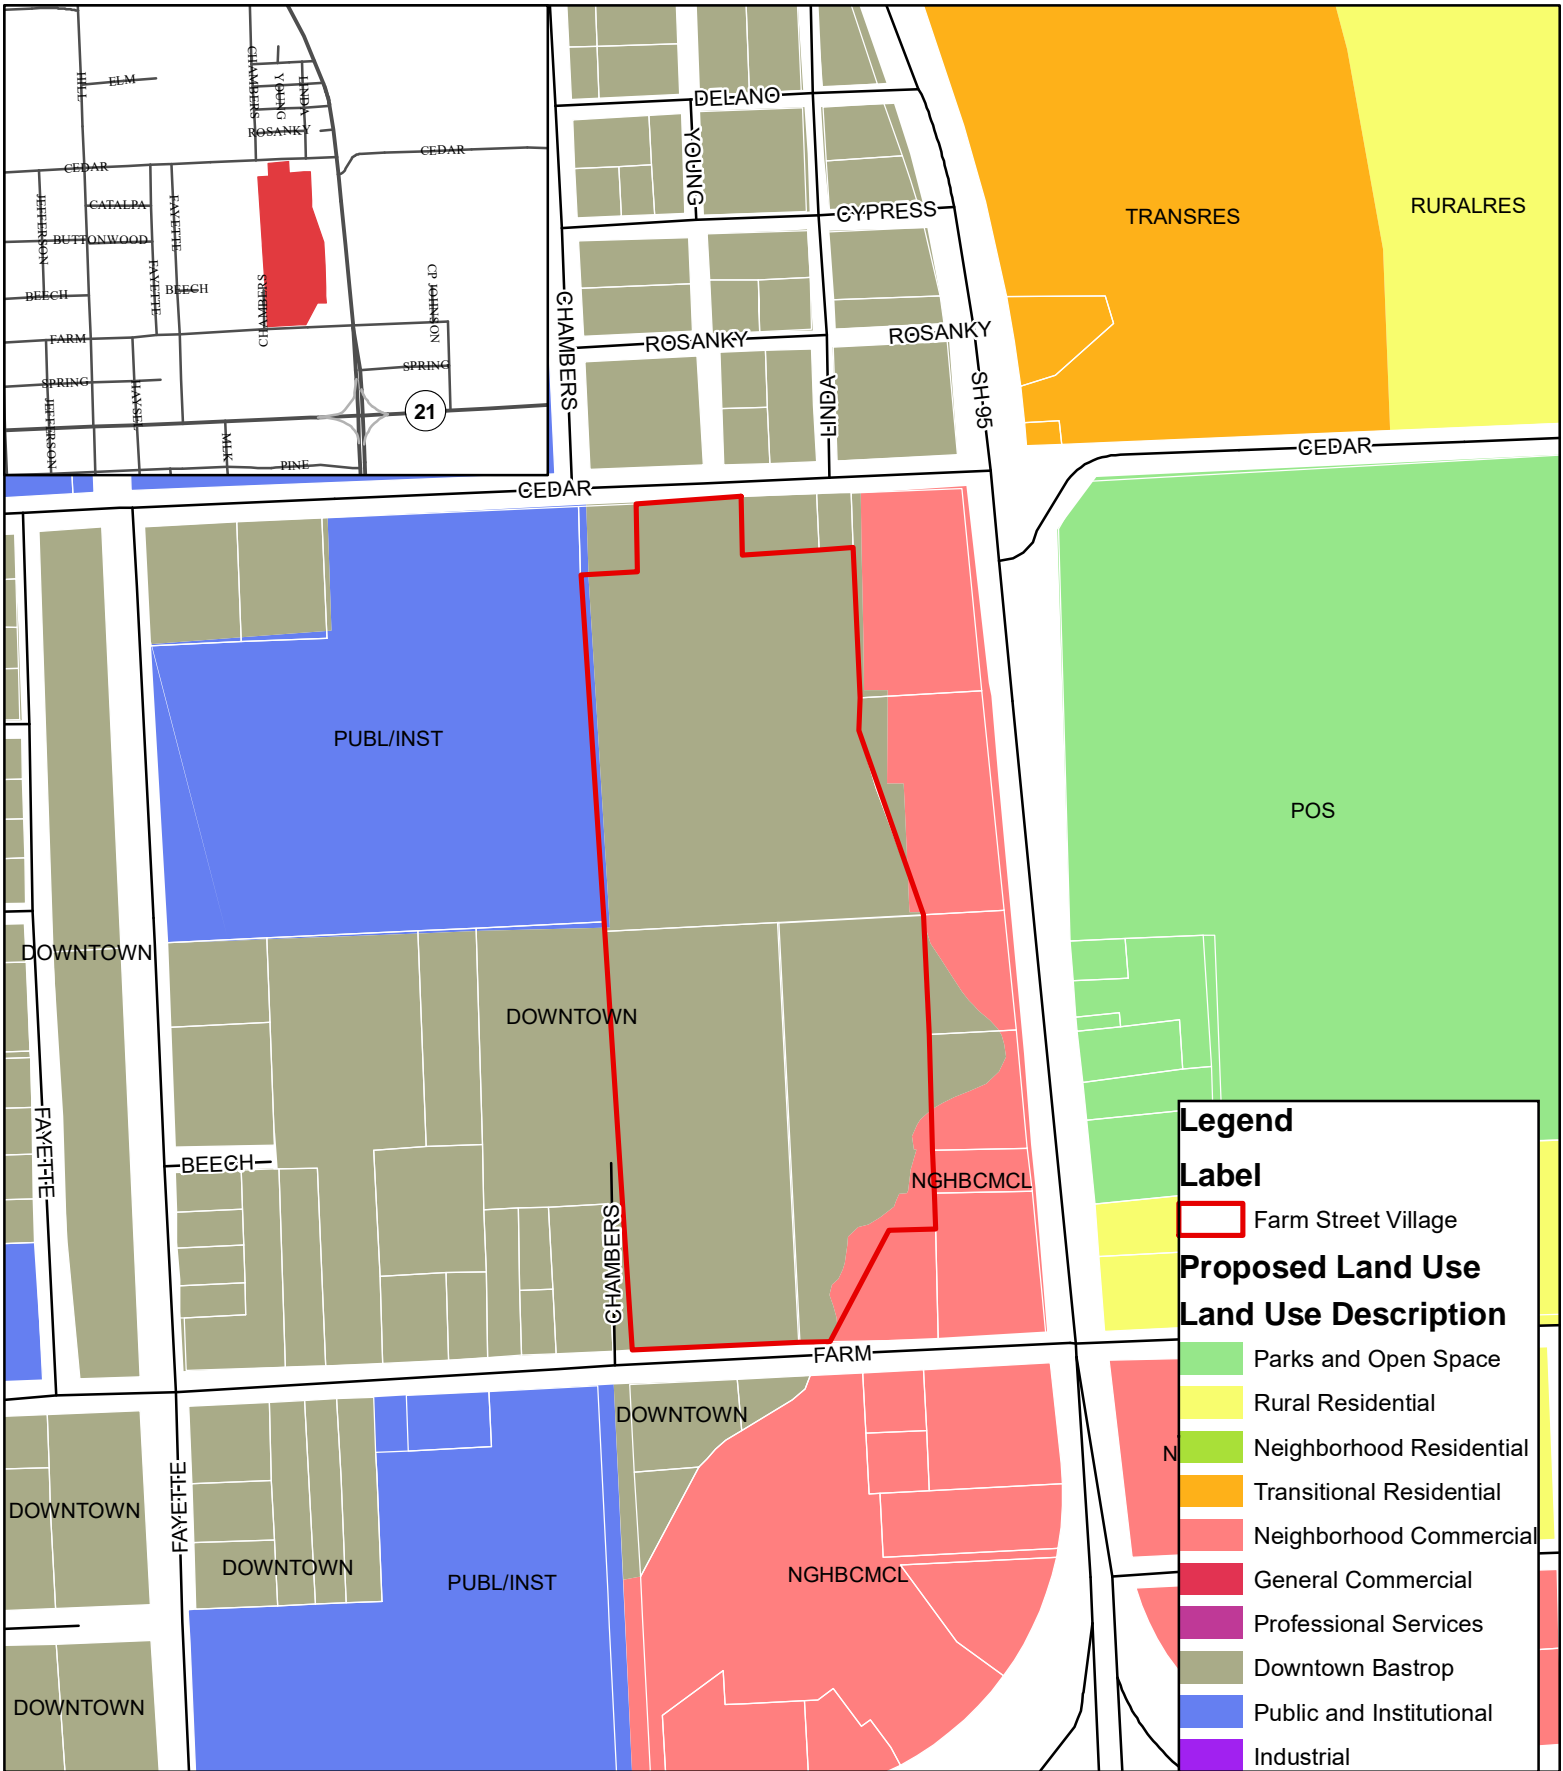 HILL
ELM
CHAMBERS
YOUNG
LINDA
ROSANKY
CEDAR
CEDAR
JEFFERSON
CATALPA
FAYETTE
BUTTONWOOD
FAYETTE
BEECH
BEECH
CHAMBERS
CP JOHNSON
FARM
SPRING
SPRING
JEFFERSON
HAYSEL
MLK
21
PINE
DELANO
YOUNG
CYPRESS
CHAMBERS
ROSANKY
ROSANKY
LINDA
SH-95
TRANSRES
RURALRES
CEDAR
CEDAR
PUBL/INST
POS
DOWNTOWN
DOWNTOWN
FAYETTE
BEECH
CHAMBERS
NGHBCMCL
FARM
DOWNTOWN
FAYETTE
DOWNTOWN
DOWNTOWN
PUBL/INST
NGHBCMCL
N
DOWNTOWN
Legend
Label
Farm Street Village
Proposed Land Use
Land Use Description
Parks and Open Space
Rural Residential
Neighborhood Residential
Transitional Residential
Neighborhood Commercial
General Commercial
Professional Services
Downtown Bastrop
Public and Institutional
Industrial